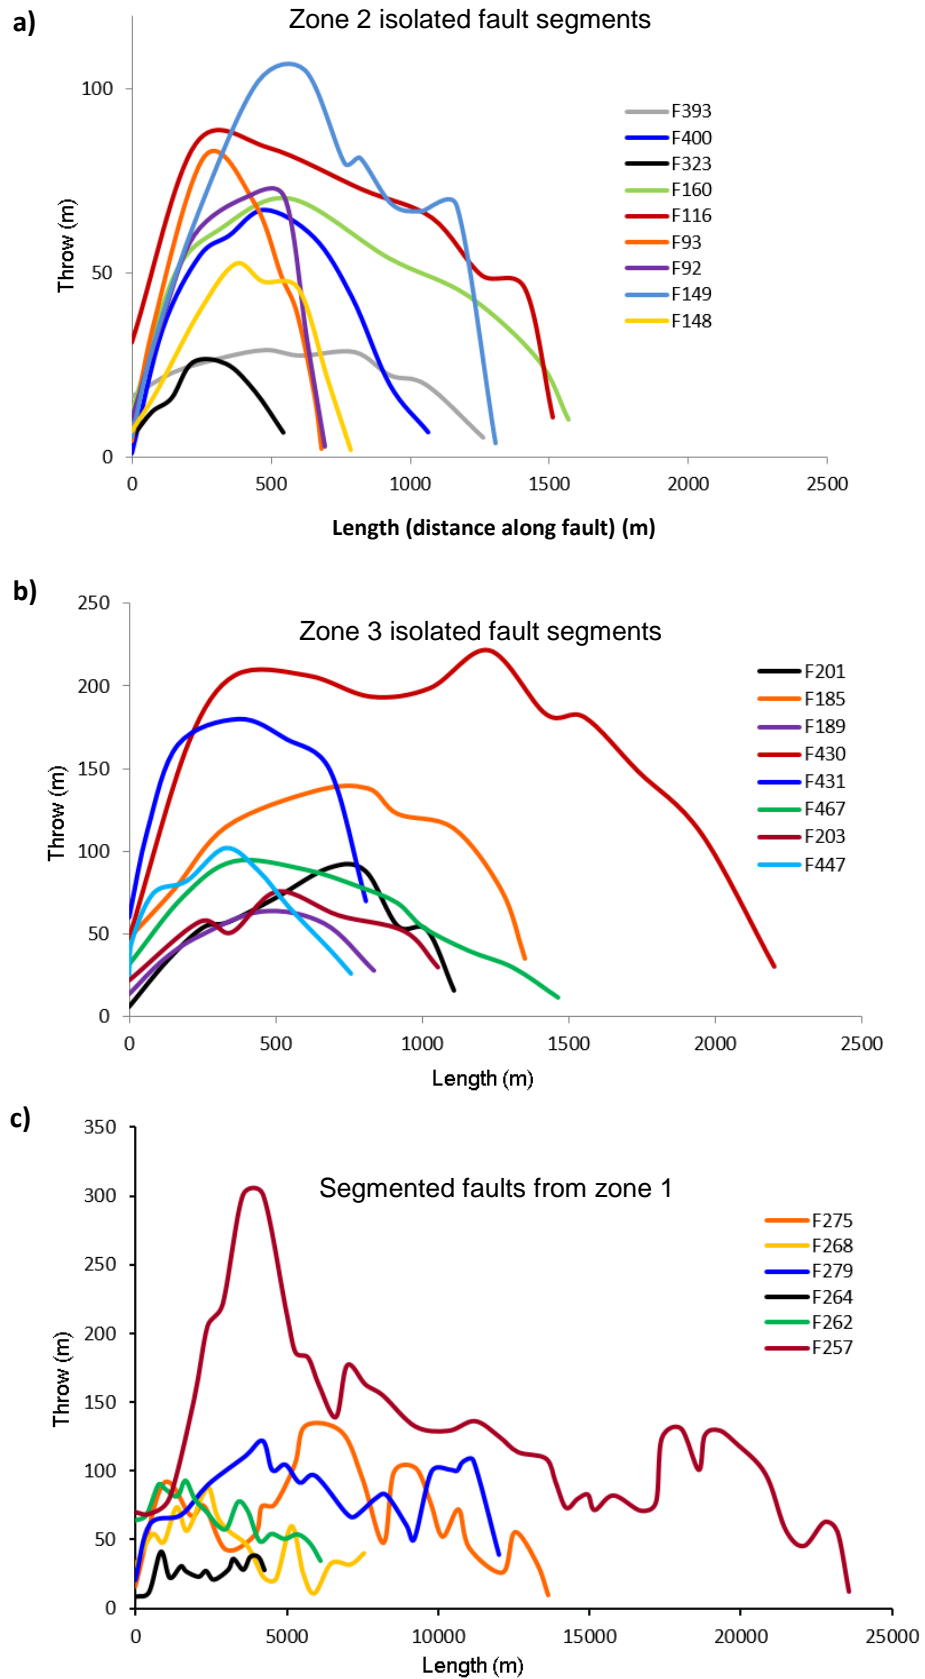 a)
Zone 2 isolated fault segments
100
50
0
Throw (m)
F393
F400
F323
F160
F116
F93
F92
F149
F148
0 500 1000 1500 2000 2500
Length (distance along fault) (m)
b)
Zone 3 isolated fault segments
250
200
150
100
50
0
Throw (m)
F201
F185
F189
F430
F431
F467
F203
F447
0 500 1000 1500 2000 2500
Length (m)
c)
Segmented faults from zone 1
350
300
250
200
150
100
50
0
Throw (m)
F275
F268
F279
F264
F262
F257
0 5000 10000 15000 20000 25000
Length (m)